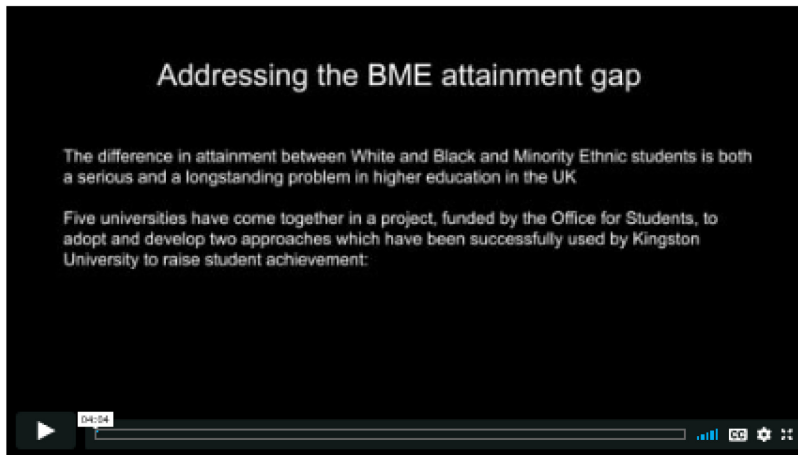 Addressing the BME attainment gap
The difference in attainment between White and Black and Minority Ethnic students is both
a serious and a longstanding problem in higher education in the UK
Five universities have come together in a project, funded by the Office for Students, to
adopt and develop two approaches which have been successfully used by Kingston
University to raise student achievement:
04:04
CC